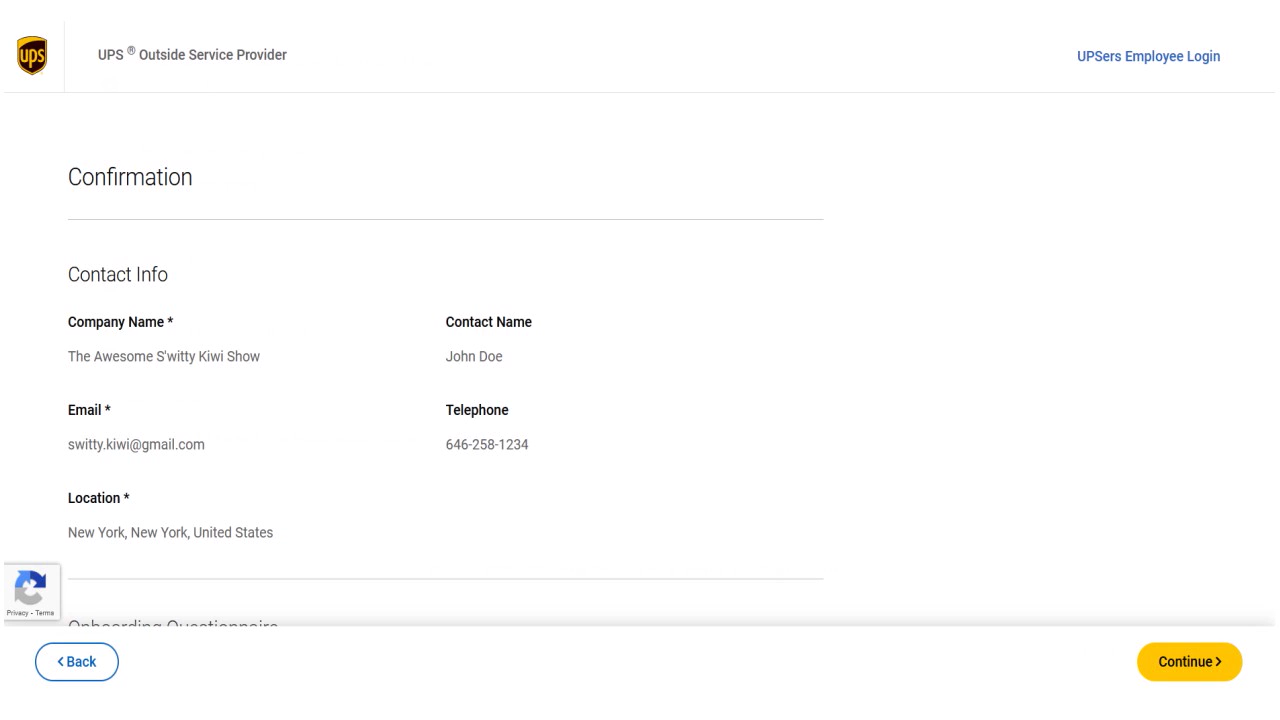 ups
UPS ® Outside Service Provider
UPSers Employee Login
Confirmation
Contact Info
Company Name *
Contact Name
The Awesome S'witty Kiwi Show
John Doe
Email *
Telephone
switty.kiwi@gmail.com
646-258-1234
Location *
New York, New York, United States
Privacy - Terms
Onboarding Questionnaire
Back
Continue